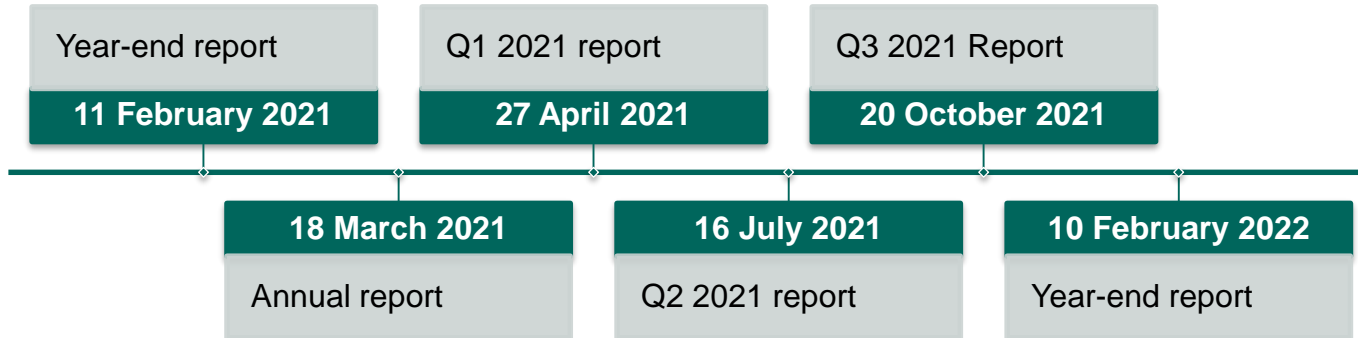 Year-end report
11 February 2021
Q1 2021 report
27 April 2021
Q3 2021 Report
20 October 2021
18 March 2021
Annual report
16 July 2021
Q2 2021 report
10 February 2022
Year-end report